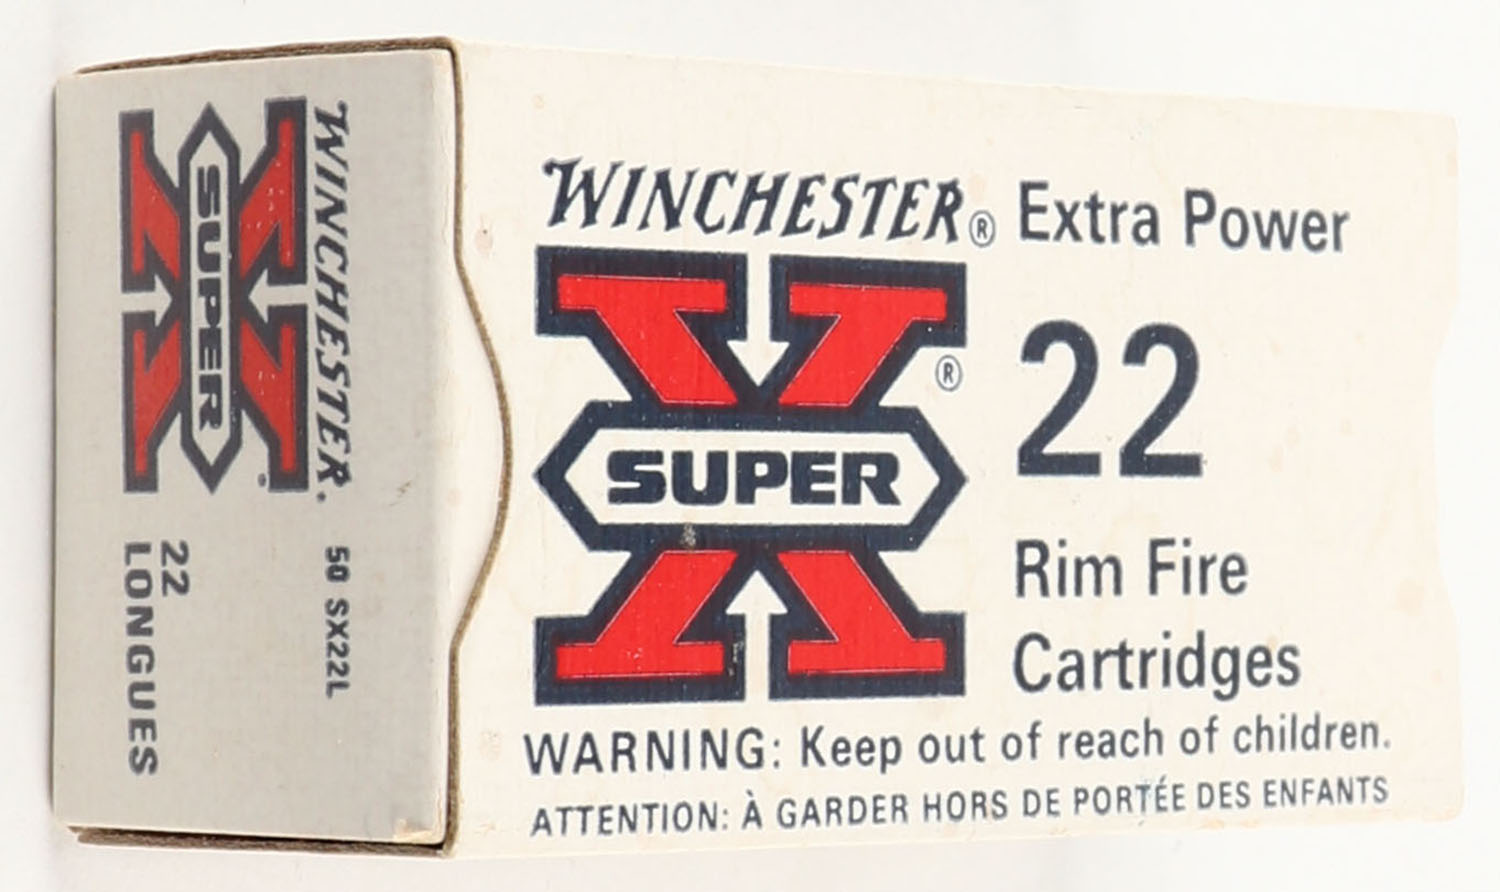 WINCHESTER®
SUPER X
50 SX22L
22
LONGUES
WINCHESTER® Extra Power
SUPER X®
22
Rim Fire
Cartridges
WARNING: Keep out of reach of children.
ATTENTION: À GARDER HORS DE PORTÉE DES ENFANTS